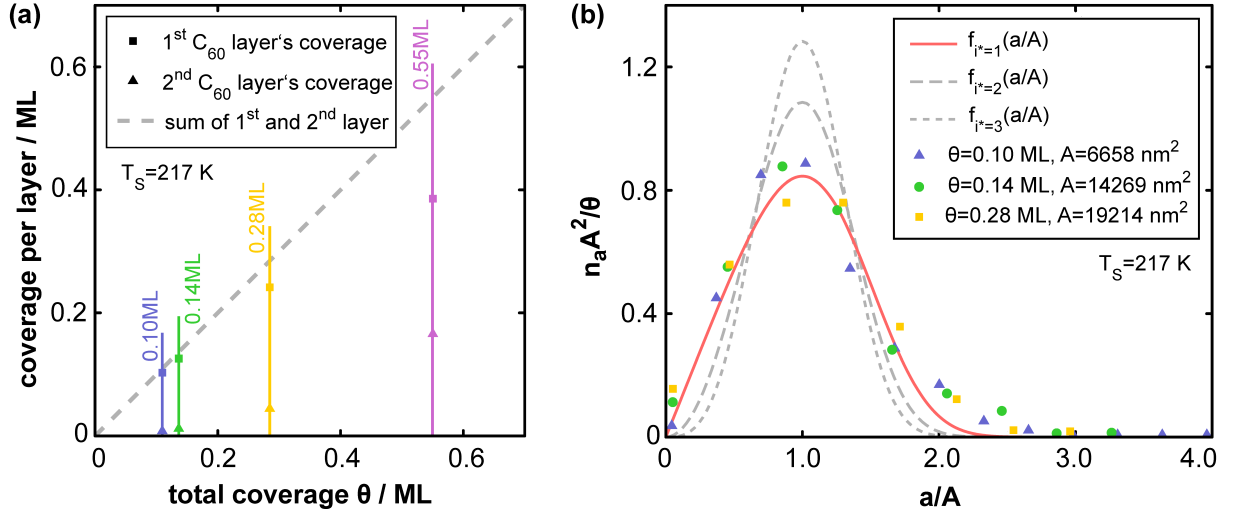 (a)
coverage per layer / ML
0.6
0.4
0.2
0
1st C60 layer‘s coverage
2nd C60 layer‘s coverage
sum of 1st and 2nd layer
TS=217 K
0.10ML
0.14ML
0.28ML
0.55ML
0
0.2
0.4
0.6
total coverage θ / ML
(b)
naA2/θ
1.2
0.8
0.4
0
fi*=1(a/A)
fi*=2(a/A)
fi*=3(a/A)
θ=0.10 ML, A=6658 nm2
θ=0.14 ML, A=14269 nm2
θ=0.28 ML, A=19214 nm2
TS=217 K
0
1.0
2.0
3.0
4.0
a/A